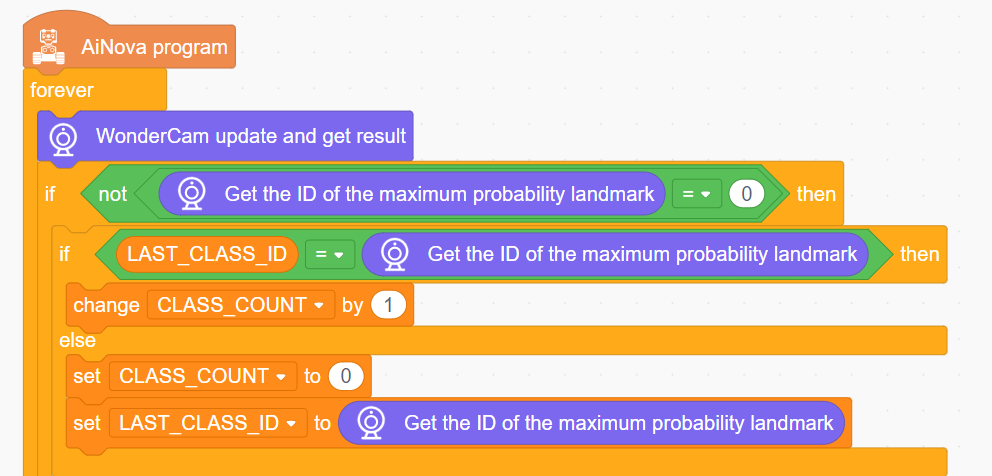 AiNova program
forever
WonderCam update and get result
if not Get the ID of the maximum probability landmark = 0 then
if LAST_CLASS_ID = Get the ID of the maximum probability landmark then
change CLASS_COUNT by 1
else
set CLASS_COUNT to 0
set LAST_CLASS_ID to Get the ID of the maximum probability landmark